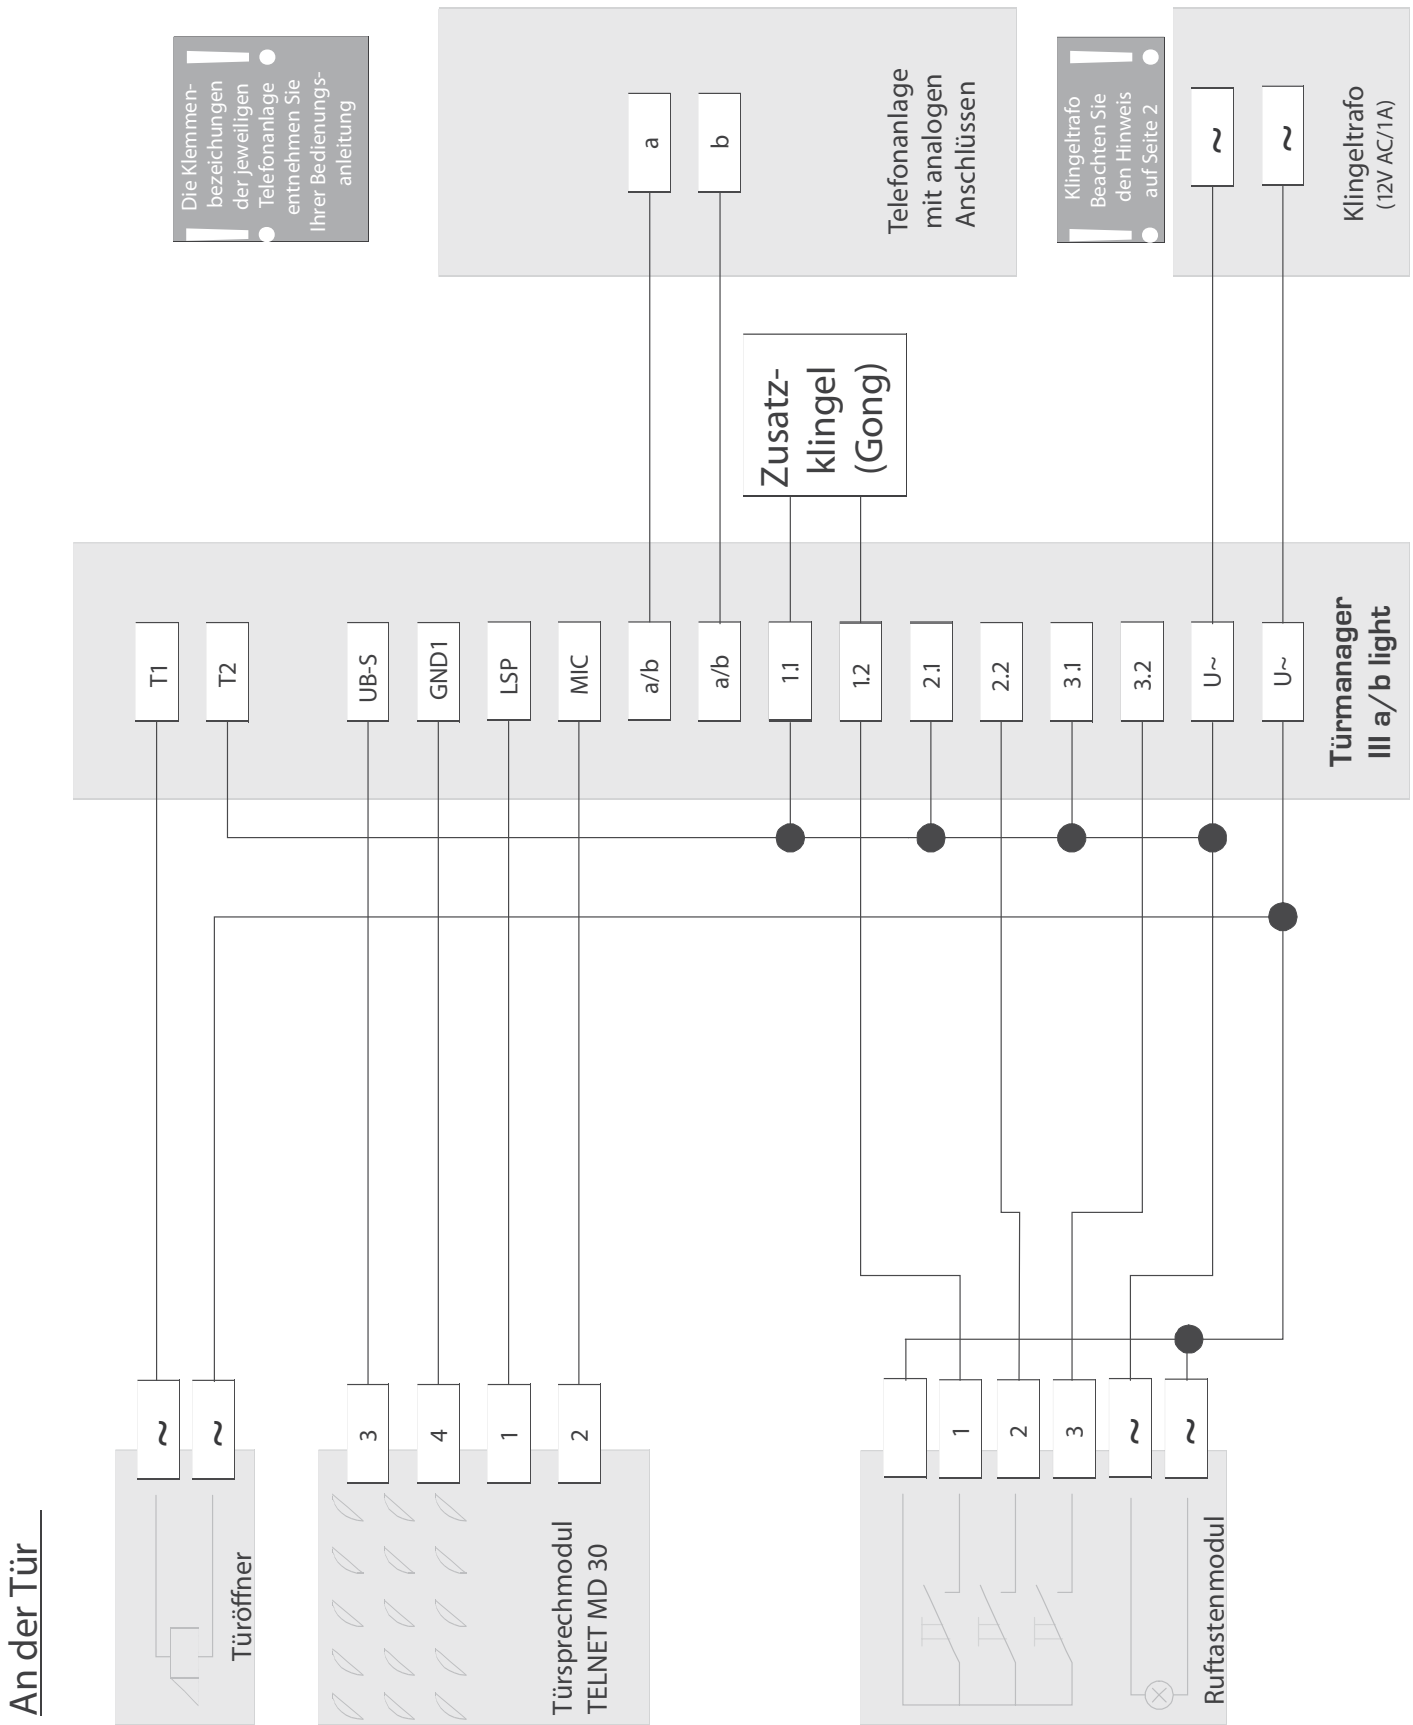 An der Tür
Türöffner
~
~
Türsprechmodul
TELNET MD 30
3
4
1
2
Ruftastenmodul
1
2
3
~
~
T1
T2
UB-S
GND1
LSP
MIC
a/b
a/b
1.1
1.2
2.1
2.2
3.1
3.2
U~
U~
Türmanager
III a/b light
Zusatz-
klingel
(Gong)
! Die Klemmen- !
bezeichungen
der jeweiligen
Telefonanlage
entnehmen Sie
Ihrer Bedienungs-
anleitung
a
b
Telefonanlage
mit analogen
Anschlüssen
! Klingeltrafo !
Beachten Sie
den Hinweis
auf Seite 2
~
~
Klingeltrafo
(12V AC/1A)